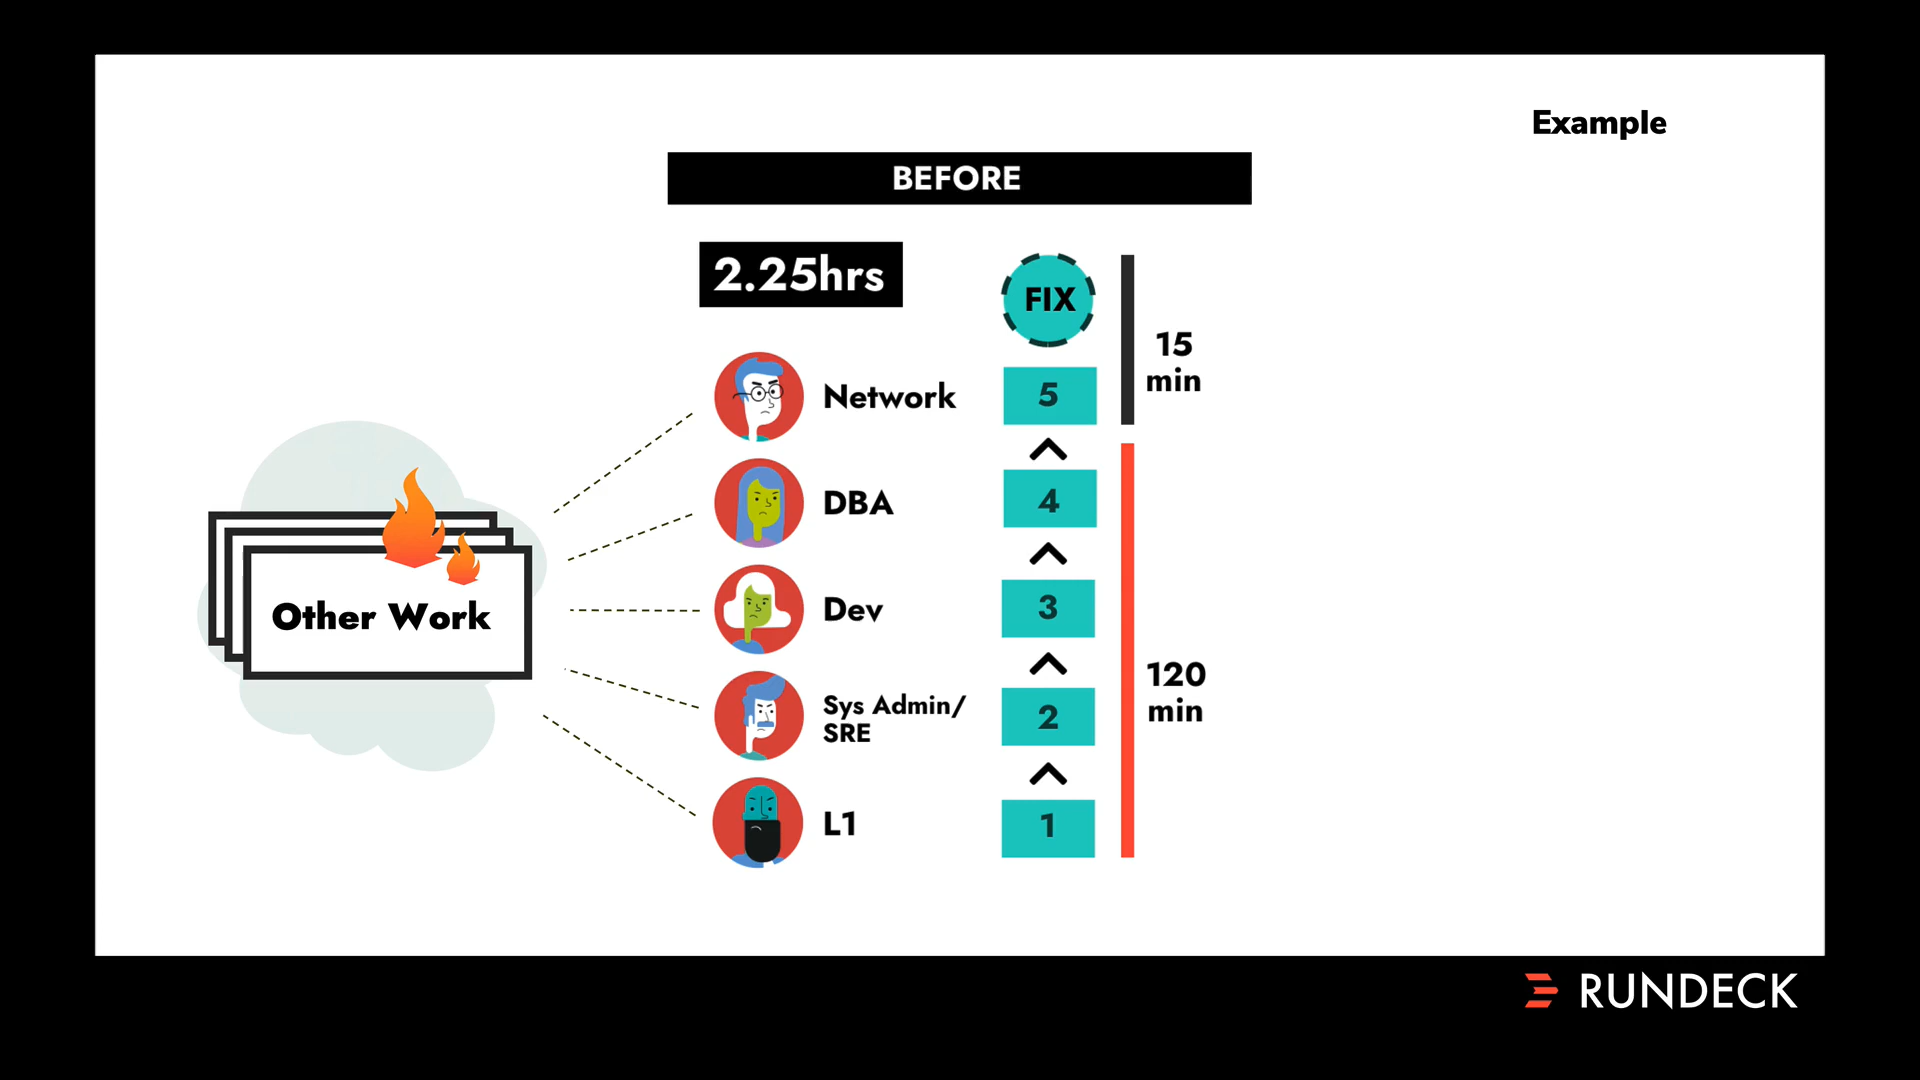 Example
BEFORE
2.25hrs
FIX
15
min
Network
5
DBA
4
Other Work
Dev
3
120
min
Sys Admin/
SRE
2
L1
1
RUNDECK